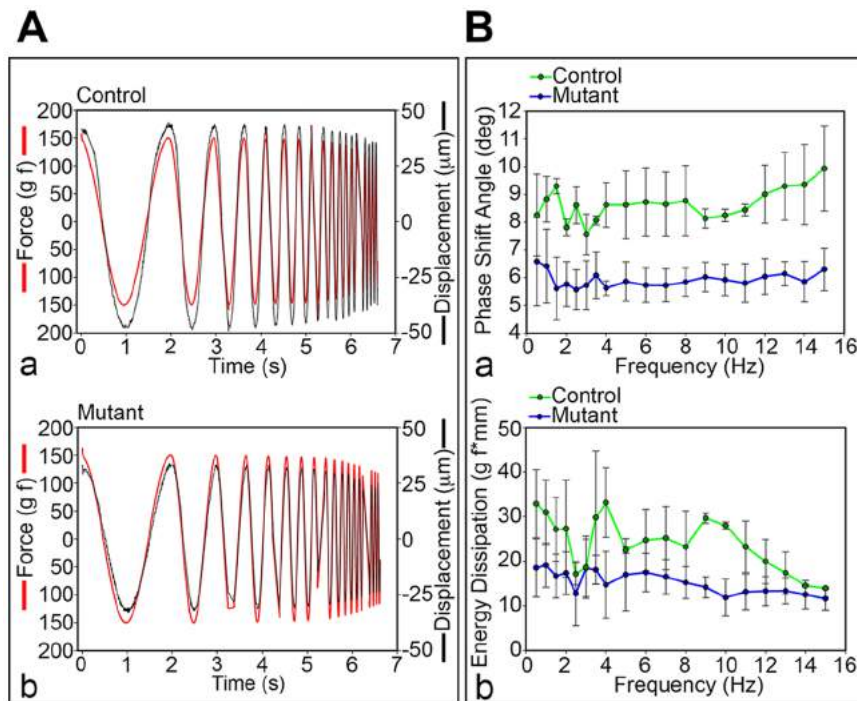 A
Control
200
150
100
50
0
50
100
150
200
Force (g f)
50
25
0
-25
-50
Displacement (μm)
0 1 2 3 4 5 6 7
Time (s)
a
Mutant
200
150
100
50
0
50
100
150
200
Force (g f)
50
25
0
-25
-50
Displacement (μm)
0 1 2 3 4 5 6 7
Time (s)
b
B
Control
Mutant
12
11
10
9
8
7
6
5
4
Phase Shift Angle (deg)
0 2 4 6 8 10 12 14 16
Frequency (Hz)
a
Control
Mutant
50
40
30
20
10
0
Energy Dissipation (g f*mm)
0 2 4 6 8 10 12 14 16
Frequency (Hz)
b